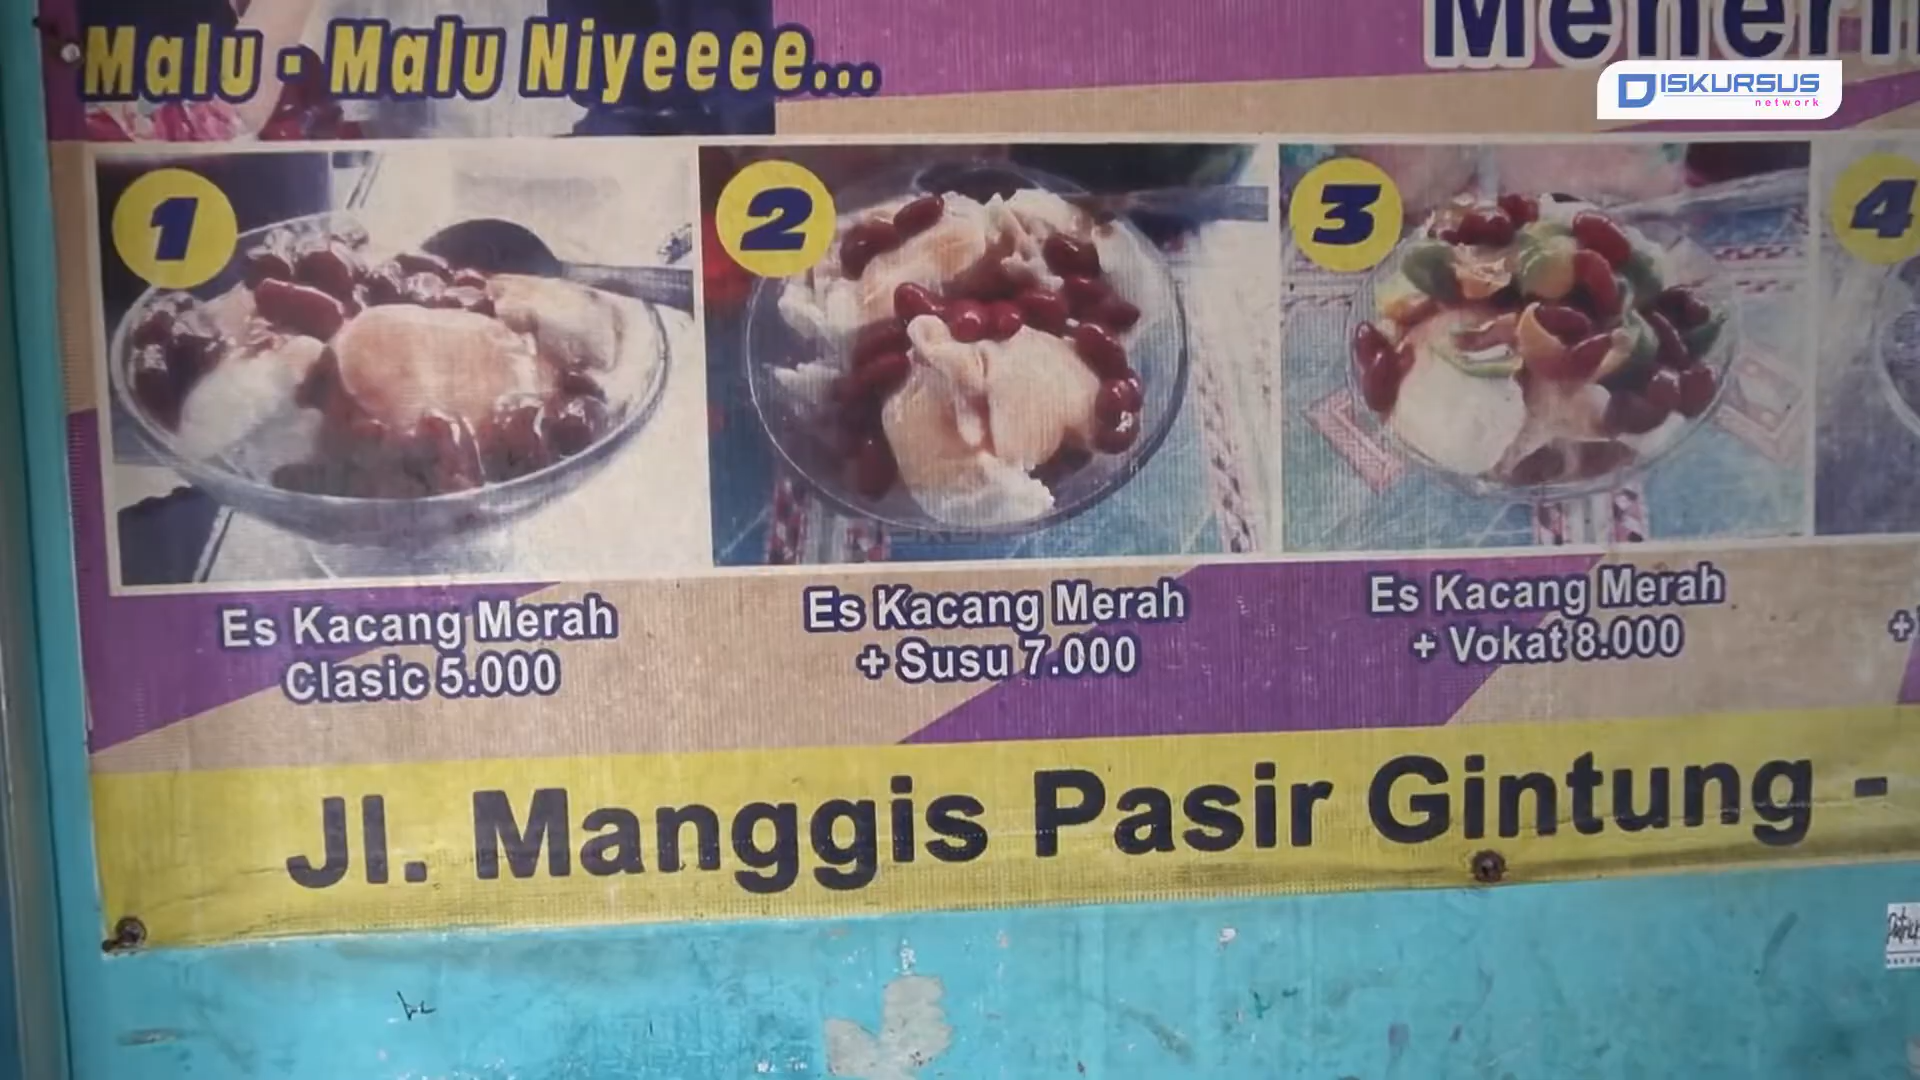 Malu - Malu Niyeeee...
DISKURSUS
network
1
2
3
4
Es Kacang Merah
Clasic 5.000
Es Kacang Merah
+ Susu 7.000
Es Kacang Merah
+ Vokat 8.000
+
Jl. Manggis Pasir Gintung -